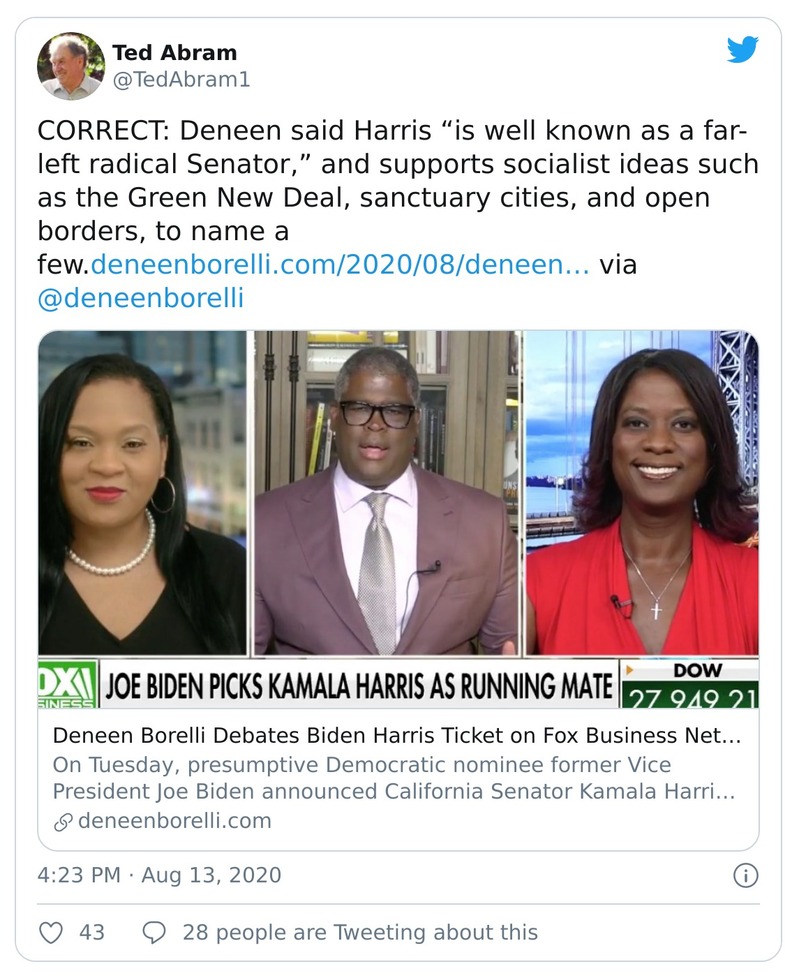 Ted Abram
@TedAbram1
CORRECT: Deneen said Harris “is well known as a far-
left radical Senator,” and supports socialist ideas such
as the Green New Deal, sanctuary cities, and open
borders, to name a
few.deneenborelli.com/2020/08/deneen… via
@deneenborelli
OX
INESS
JOE BIDEN PICKS KAMALA HARRIS AS RUNNING MATE
DOW
27,949.21
Deneen Borelli Debates Biden Harris Ticket on Fox Business Net…
On Tuesday, presumptive Democratic nominee former Vice
President Joe Biden announced California Senator Kamala Harri…
deneenborelli.com
4:23 PM · Aug 13, 2020
43
28 people are Tweeting about this